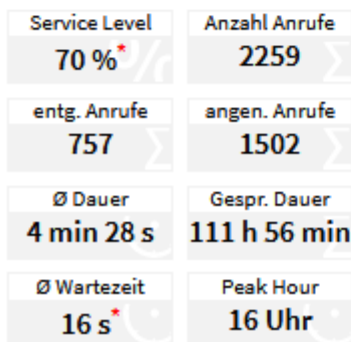 Service Level Anzahl Anrufe
70 %* 2259
entg. Anrufe angen. Anrufe
757 1502
Ø Dauer Gespr. Dauer
4 min 28 s 111 h 56 min
Ø Wartezeit Peak Hour
16 s* 16 Uhr